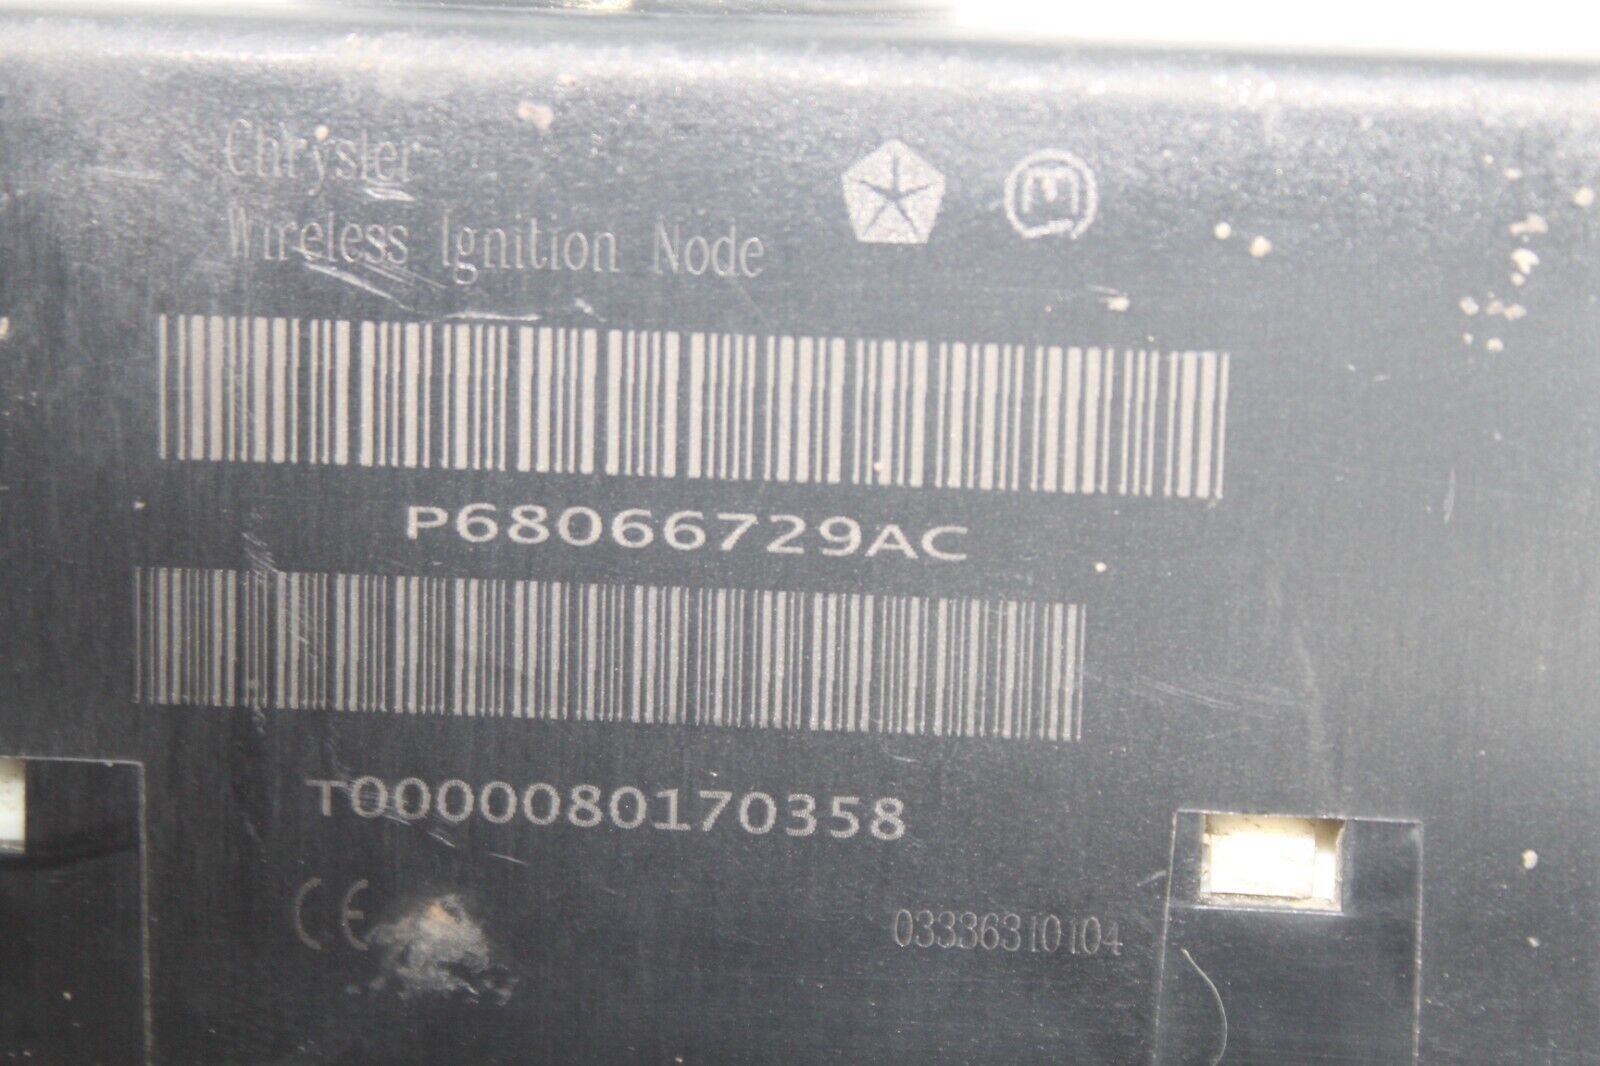 Chrysler
Wireless Ignition Node
M
P68066729AC
T0000080170358
CE
03336310104